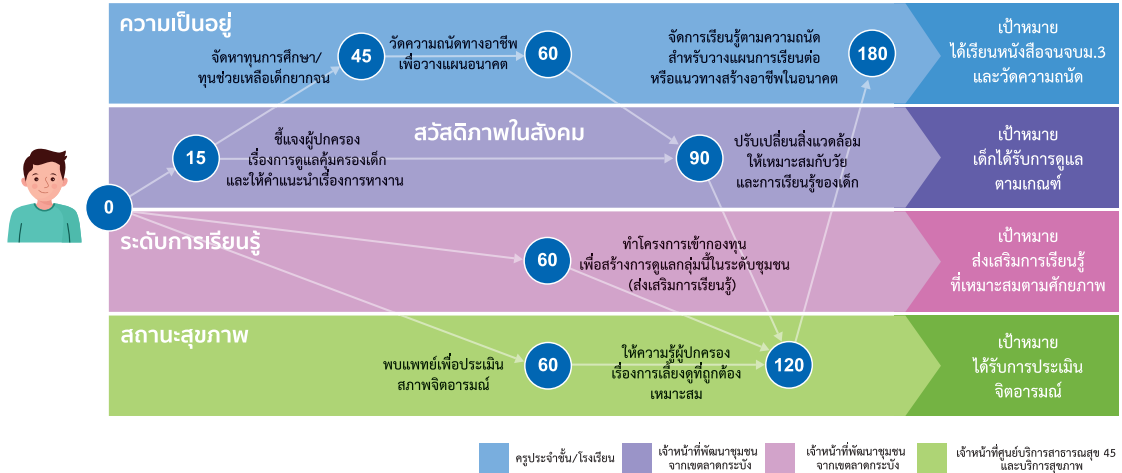 ความเป็นอยู่
จัดหาทุนการศึกษา/
ทุนช่วยเหลือเด็กยากจน
45
วัดความถนัดทางอาชีพ
เพื่อวางแผนอนาคต
60
จัดการเรียนรู้ตามความถนัด
สำหรับวางแผนการเรียนต่อ
หรือแนวทางสร้างอาชีพในอนาคต
180
เป้าหมาย
ได้เรียนหนังสือจนจบม.3
และวัดความถนัด
สวัสดิภาพในสังคม
15
ชี้แจงผู้ปกครอง
เรื่องการดูแลคุ้มครองเด็ก
และให้คำแนะนำเรื่องการหางาน
90
ปรับเปลี่ยนสิ่งแวดล้อม
ให้เหมาะสมกับวัย
และการเรียนรู้ของเด็ก
เป้าหมาย
เด็กได้รับการดูแล
ตามเกณฑ์
0
ระดับการเรียนรู้
60
ทำโครงการเข้ากองทุน
เพื่อสร้างการดูแลกลุ่มนี้ในระดับชุมชน
(ส่งเสริมการเรียนรู้)
เป้าหมาย
ส่งเสริมการเรียนรู้
ที่เหมาะสมตามศักยภาพ
สถานะสุขภาพ
พบแพทย์เพื่อประเมิน
สภาพจิตอารมณ์
60
ให้ความรู้ผู้ปกครอง
เรื่องการเลี้ยงดูที่ถูกต้อง
เหมาะสม
120
เป้าหมาย
ได้รับการประเมิน
จิตอารมณ์
ครูประจำชั้น/โรงเรียน
เจ้าหน้าที่พัฒนาชุมชน
จากเขตลาดกระบัง
เจ้าหน้าที่พัฒนาชุมชน
จากเขตลาดกระบัง
เจ้าหน้าที่ศูนย์บริการสาธารณสุข 45
และบริการสุขภาพ